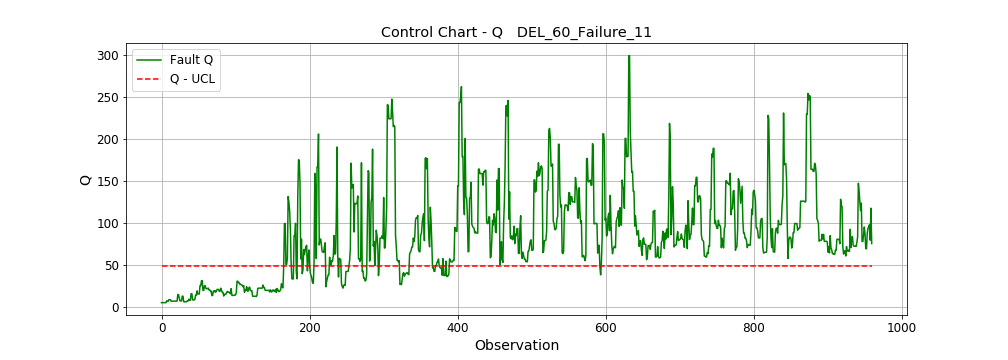 Control Chart - Q   DEL_60_Failure_11
Fault Q
Q - UCL
300
250
200
150
100
50
0
Q
0 200 400 600 800 1000
Observation